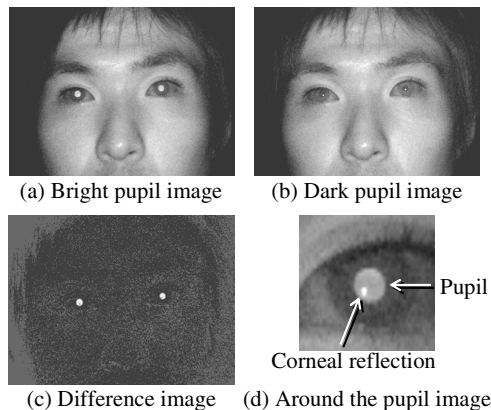 (a) Bright pupil image
(b) Dark pupil image
Pupil
Corneal reflection
(c) Difference image
(d) Around the pupil image